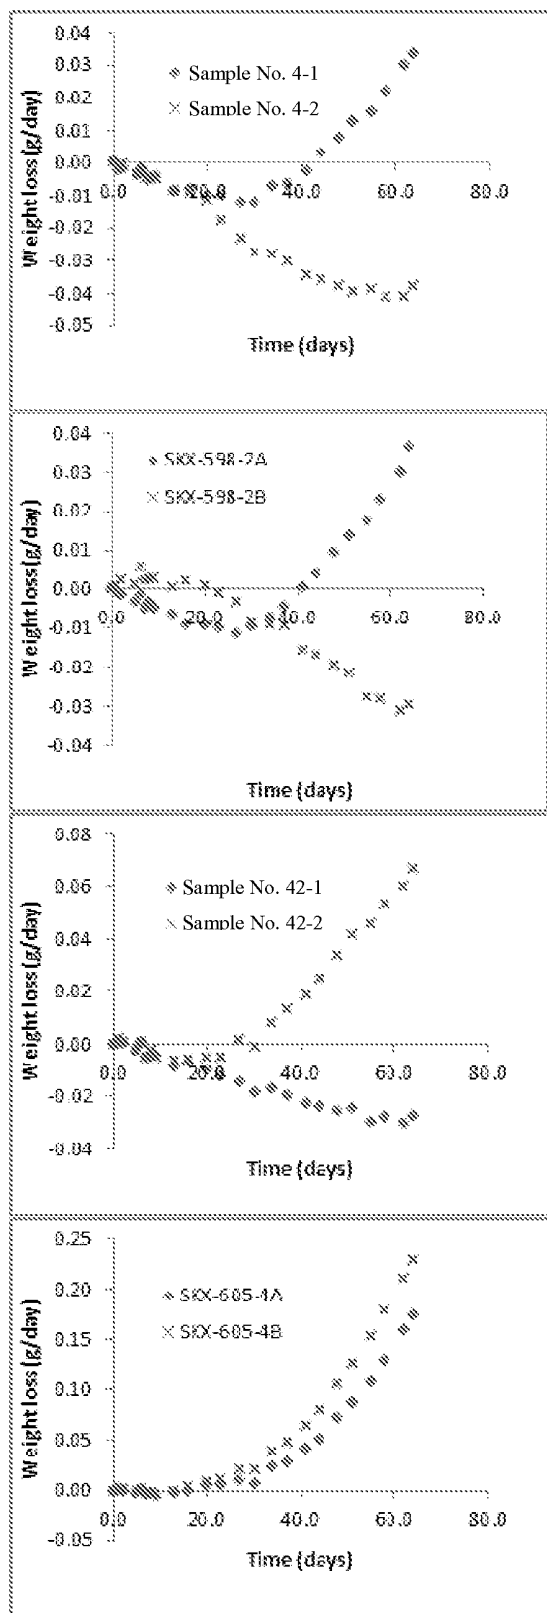 0.04
Sample No. 4-1
0.03
Sample No. 4-2
0.02
0.01
0.00
0.0 20.0 40.0 60.0 80.0
-0.01
-0.02
-0.03
-0.04
-0.05
Weight loss (g/day)
Time (days)
0.04
SKX-598-2A
0.03
SKX-598-2B
0.02
0.01
0.00
0.0 20.0 40.0 60.0 80.0
-0.01
-0.02
-0.03
-0.04
Weight loss (g/day)
Time (days)
0.08
Sample No. 42-1
0.06
Sample No. 42-2
0.04
0.02
0.00
0.0 20.0 40.0 60.0 80.0
-0.02
-0.04
Weight loss (g/day)
Time (days)
0.25
SKX-605-4A
0.20
SKX-605-4B
0.15
0.10
0.05
0.00
0.0 20.0 40.0 60.0 80.0
-0.05
Weight loss (g/day)
Time (days)